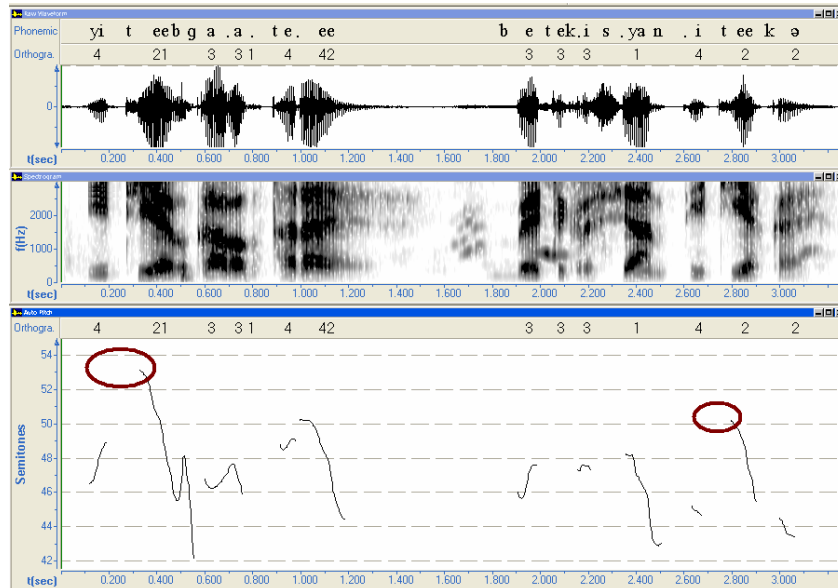 Raw Waveform
Phonemic yi t eebga.a. te. ee b etek.is.yan .i tee k ə
Orthogra. 4 21 3 3 1 4 42 3 3 3 1 4 2 2
0
t(sec) 0.200 0.400 0.600 0.800 1.000 1.200 1.400 1.600 1.800 2.000 2.200 2.400 2.600 2.800 3.000
Spectrogram
f(Hz)
2000
1000
0
t(sec) 0.200 0.400 0.600 0.800 1.000 1.200 1.400 1.600 1.800 2.000 2.200 2.400 2.600 2.800 3.000
Auto Pitch
Orthogra. 4 21 3 3 1 4 42 3 3 3 1 4 2 2
Semitones
54
52
50
48
46
44
42
t(sec) 0.200 0.400 0.600 0.800 1.000 1.200 1.400 1.600 1.800 2.000 2.200 2.400 2.600 2.800 3.000